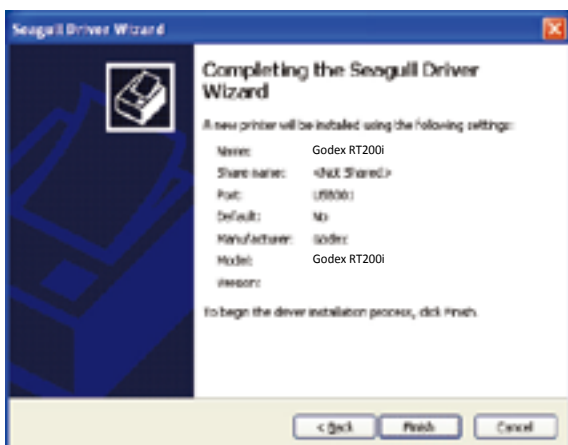 Seagull Driver Wizard
Completing the Seagull Driver
Wizard
A new printer will be installed using the following settings:
Name: Godex RT200i
Share name: <Not Shared>
Port: USB001
Default: No
Manufacturer: Godex
Model: Godex RT200i
Version:
To begin the driver installation process, click Finish.
< Back Finish Cancel